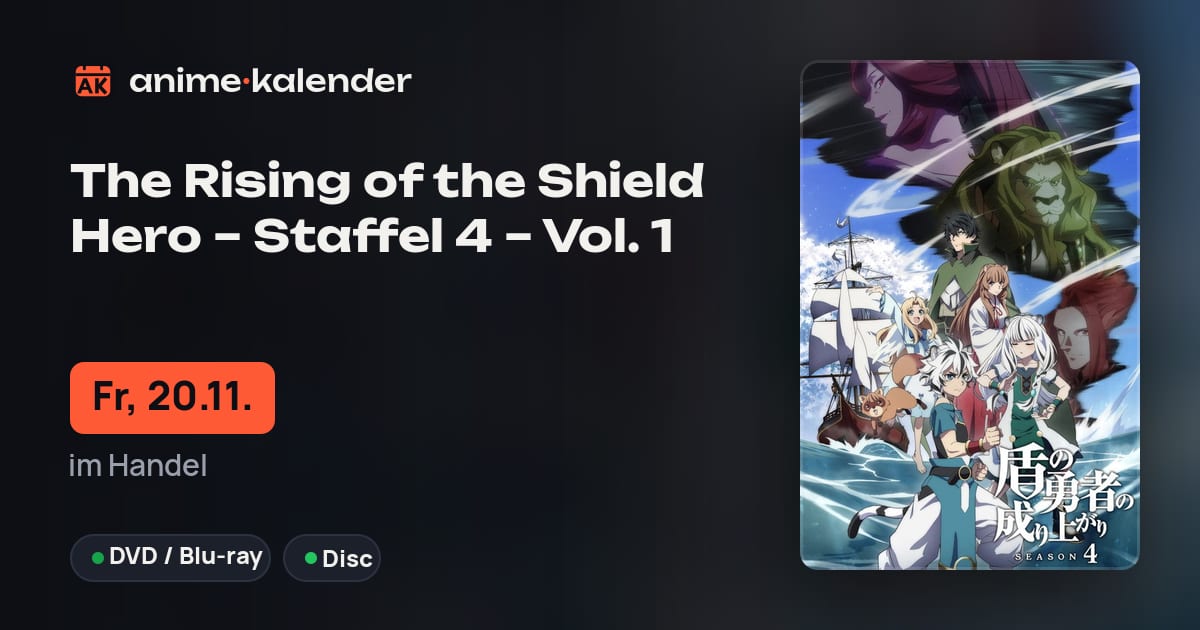 AK
anime·kalender
The Rising of the Shield
Hero – Staffel 4 – Vol. 1
Fr, 20.11.
im Handel
DVD / Blu-ray
Disc
盾の
勇者の
成り上がり
SEASON 4